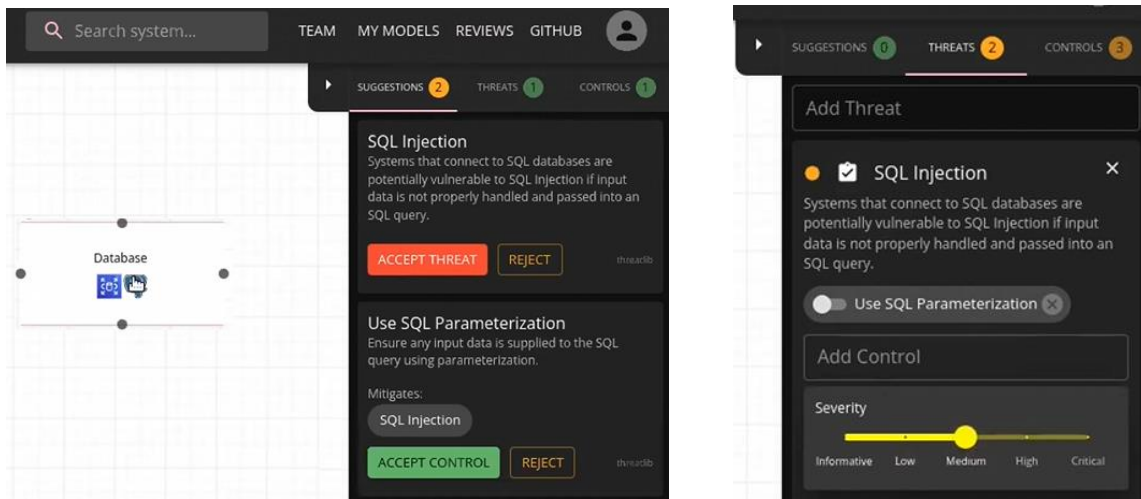 Search system...
TEAM MY MODELS REVIEWS GITHUB
SUGGESTIONS 2 THREATS 1 CONTROLS 1
SQL Injection
Systems that connect to SQL databases are
potentially vulnerable to SQL Injection if input
data is not properly handled and passed into an
SQL query.
ACCEPT THREAT REJECT threatlib
Use SQL Parameterization
Ensure any input data is supplied to the SQL
query using parameterization.
Mitigates:
SQL Injection
ACCEPT CONTROL REJECT threatlib
Database
SUGGESTIONS 0 THREATS 2 CONTROLS 3
Add Threat
SQL Injection
Systems that connect to SQL databases are
potentially vulnerable to SQL Injection if input
data is not properly handled and passed into an
SQL query.
Use SQL Parameterization
Add Control
Severity
Informative Low Medium High Critical